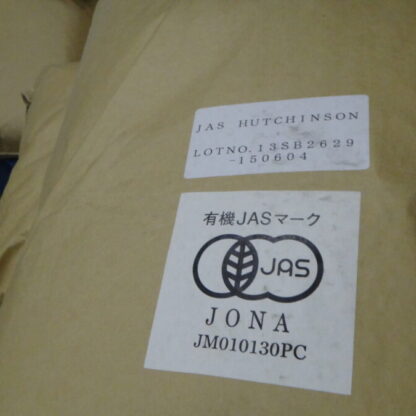 JAS HUTCHINSON
LOTNO.13SB2629
-150604
有機JASマーク
JAS
JONA
JM010130PC